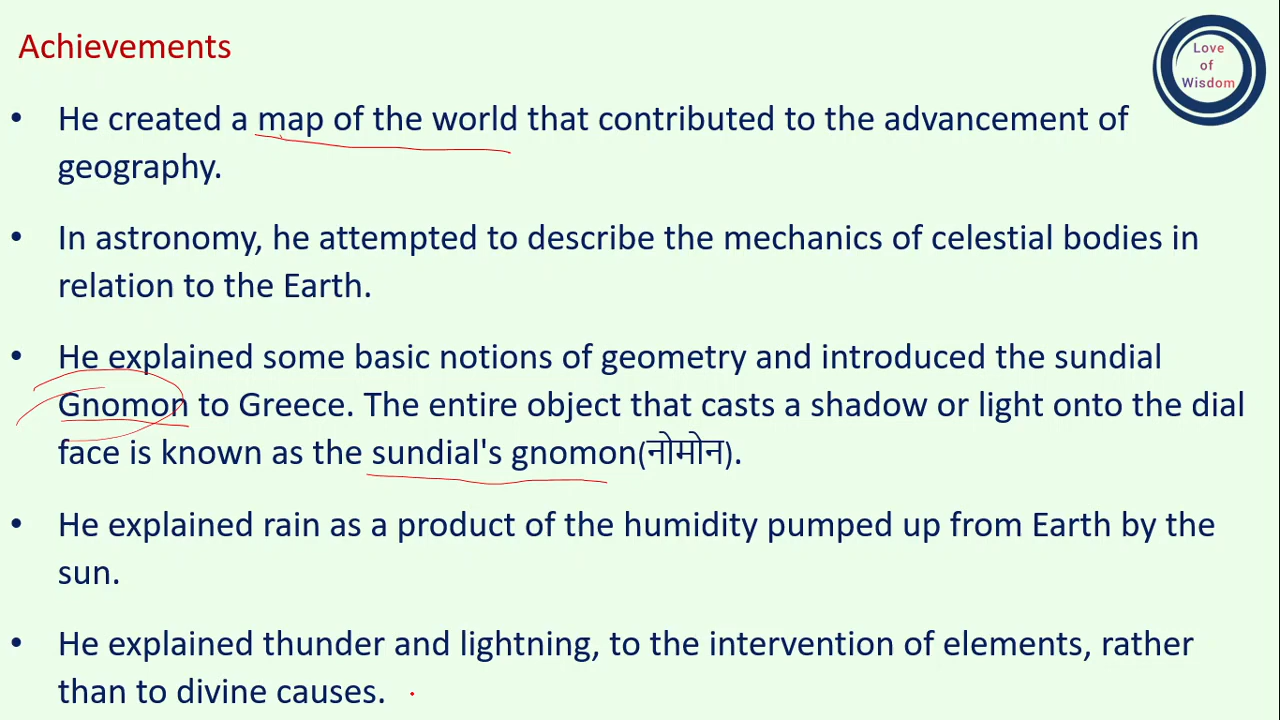 Achievements
Love
of
Wisdom
• He created a map of the world that contributed to the advancement of
geography.
• In astronomy, he attempted to describe the mechanics of celestial bodies in
relation to the Earth.
• He explained some basic notions of geometry and introduced the sundial
Gnomon to Greece. The entire object that casts a shadow or light onto the dial
face is known as the sundial's gnomon(नोमोन).
• He explained rain as a product of the humidity pumped up from Earth by the
sun.
• He explained thunder and lightning, to the intervention of elements, rather
than to divine causes.